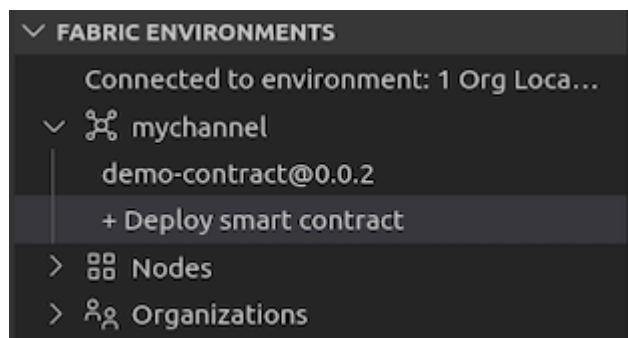 FABRIC ENVIRONMENTS
Connected to environment: 1 Org Loca...
mychannel
demo-contract@0.0.2
+ Deploy smart contract
Nodes
Organizations